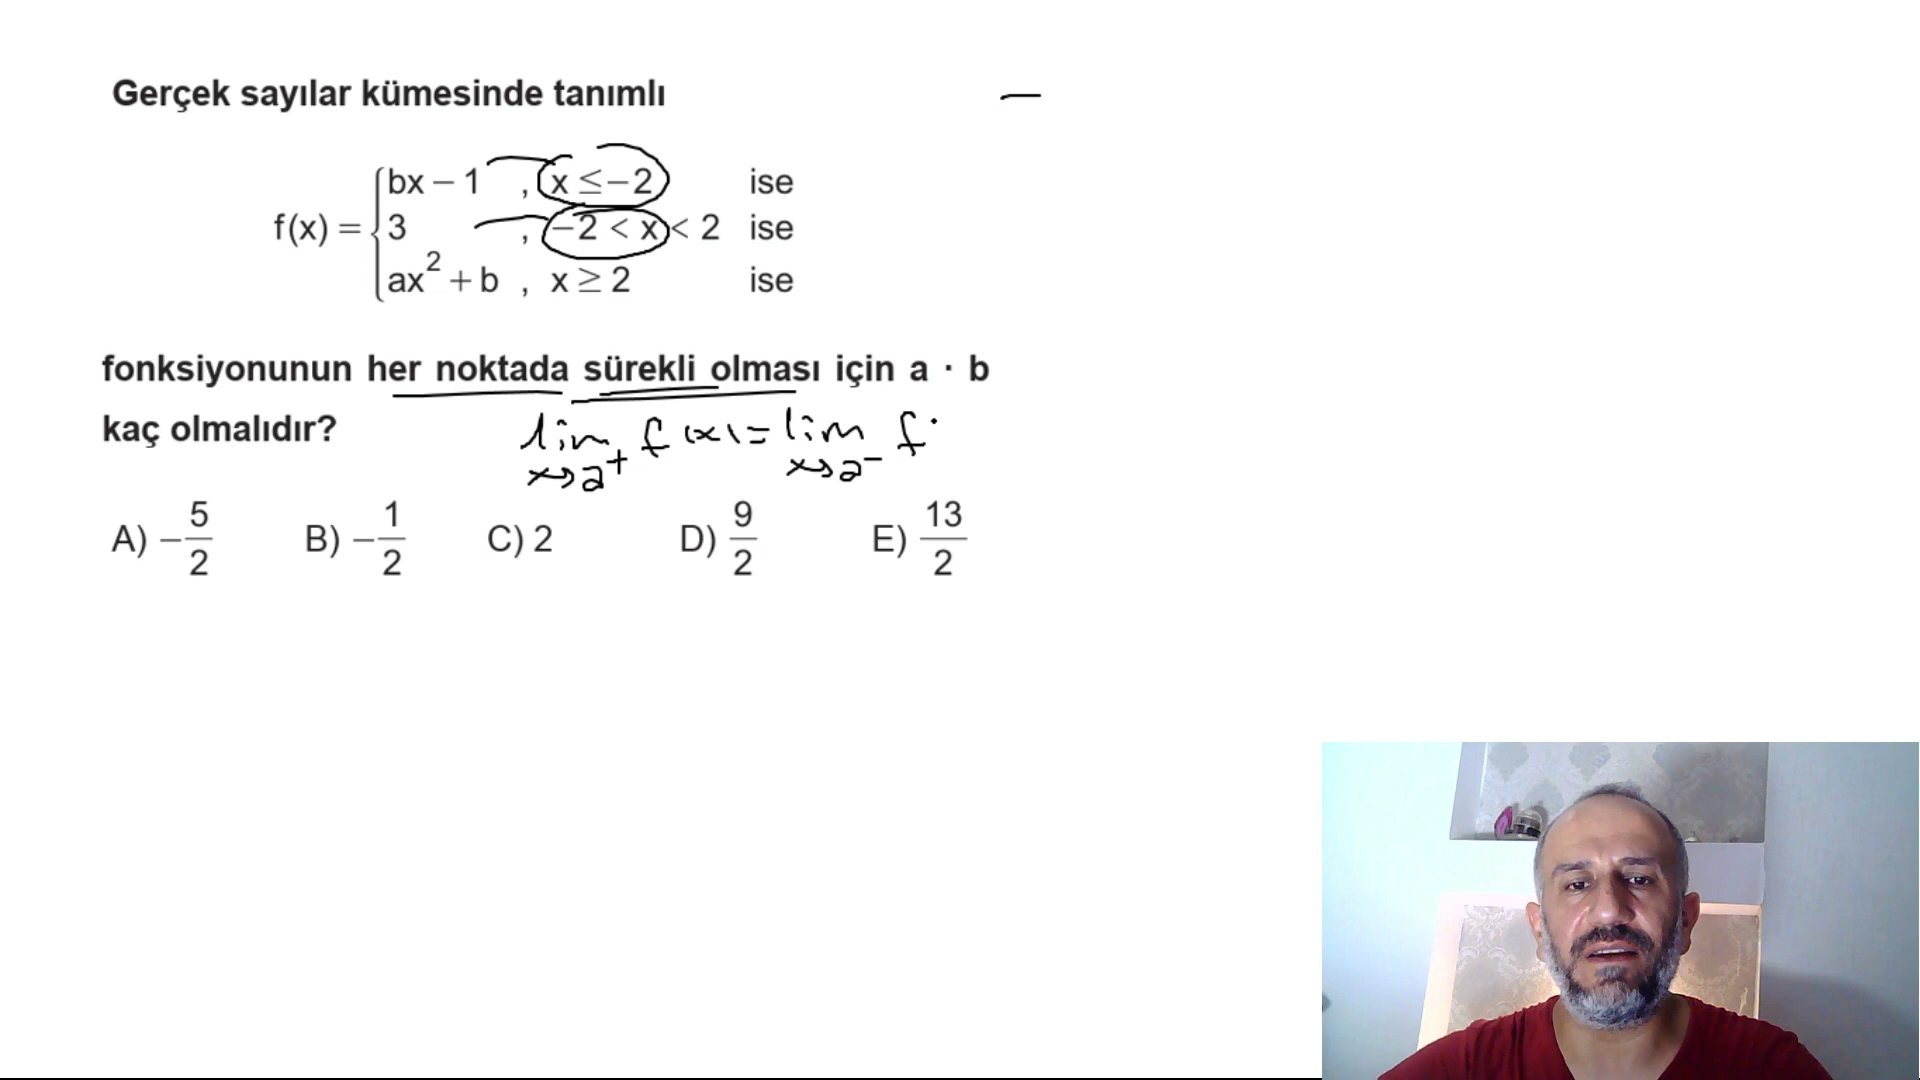 Gerçek sayılar kümesinde tanımlı
bx − 1 , x ≤ −2 ise
f(x) = { 3 , −2 < x < 2 ise
ax² + b , x ≥ 2 ise
fonksiyonunun her noktada sürekli olması için a · b
kaç olmalıdır?
lim f(x) = lim f
x→2⁺ x→2⁻
A) −5/2 B) −1/2 C) 2 D) 9/2 E) 13/2